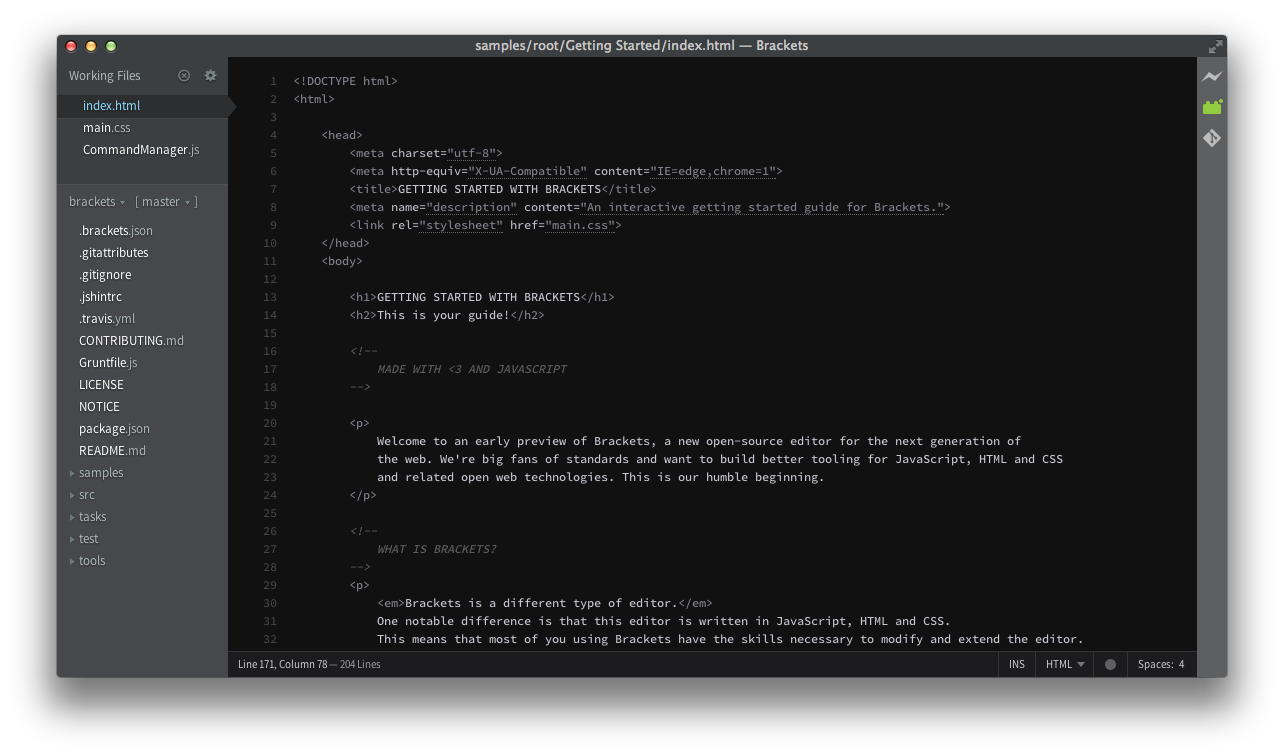 samples/root/Getting Started/index.html — Brackets
Working Files
index.html
main.css
CommandManager.js
brackets [ master ]
.brackets.json
.gitattributes
.gitignore
.jshintrc
.travis.yml
CONTRIBUTING.md
Gruntfile.js
LICENSE
NOTICE
package.json
README.md
samples
src
tasks
test
tools
1 <!DOCTYPE html>
2 <html>
3
4     <head>
5         <meta charset="utf-8">
6         <meta http-equiv="X-UA-Compatible" content="IE=edge,chrome=1">
7         <title>GETTING STARTED WITH BRACKETS</title>
8         <meta name="description" content="An interactive getting started guide for Brackets.">
9         <link rel="stylesheet" href="main.css">
10     </head>
11     <body>
12
13         <h1>GETTING STARTED WITH BRACKETS</h1>
14         <h2>This is your guide!</h2>
15
16         <!--
17             MADE WITH <3 AND JAVASCRIPT
18         -->
19
20         <p>
21             Welcome to an early preview of Brackets, a new open-source editor for the next generation of
22             the web. We're big fans of standards and want to build better tooling for JavaScript, HTML and CSS
23             and related open web technologies. This is our humble beginning.
24         </p>
25
26         <!--
27             WHAT IS BRACKETS?
28         -->
29         <p>
30             <em>Brackets is a different type of editor.</em>
31             One notable difference is that this editor is written in JavaScript, HTML and CSS.
32             This means that most of you using Brackets have the skills necessary to modify and extend the editor.
Line 171, Column 78 — 204 Lines INS HTML Spaces: 4